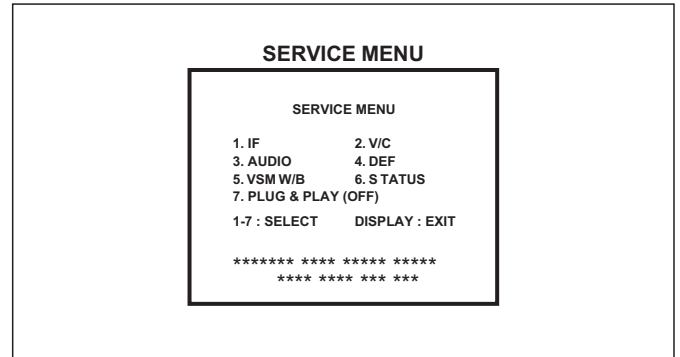 SERVICE MENU
SERVICE MENU
1. IF 2. V/C
3. AUDIO 4. DEF
5. VSM W/B 6. S TATUS
7. PLUG & PLAY (OFF)
1-7 : SELECT DISPLAY : EXIT
******* **** ***** *****
**** **** *** ***